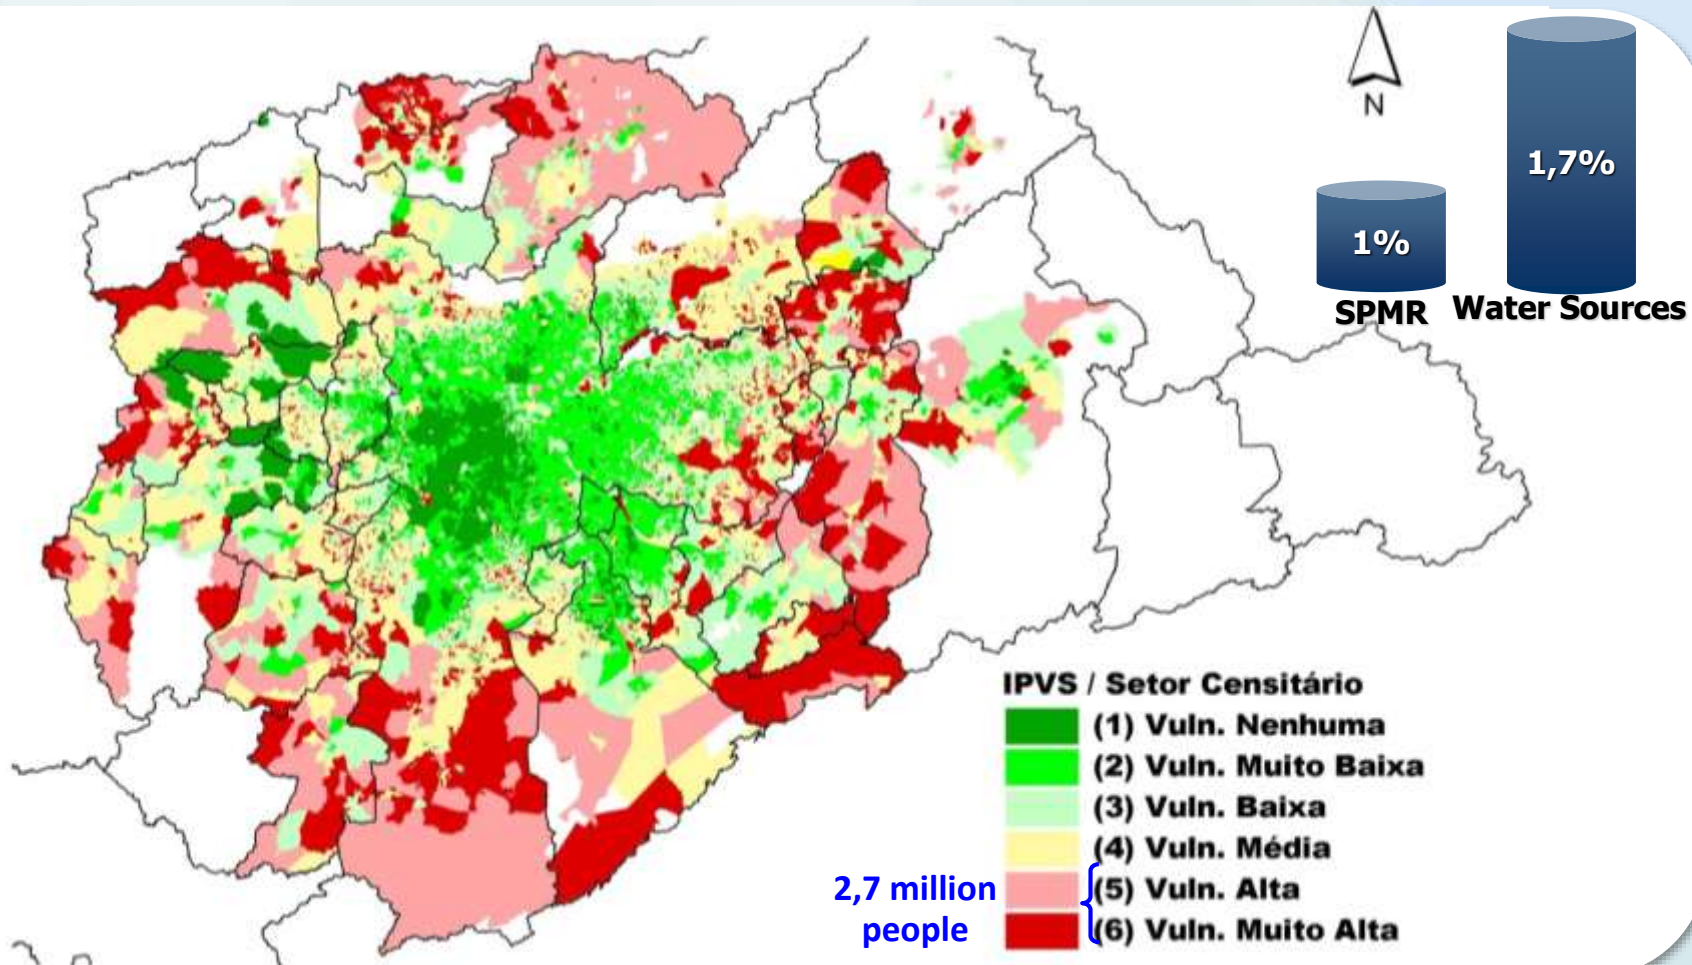 N
1,7%
1%
SPMR
Water Sources
IPVS / Setor Censitário
(1) Vuln. Nenhuma
(2) Vuln. Muito Baixa
(3) Vuln. Baixa
(4) Vuln. Média
(5) Vuln. Alta
(6) Vuln. Muito Alta
2,7 million
people